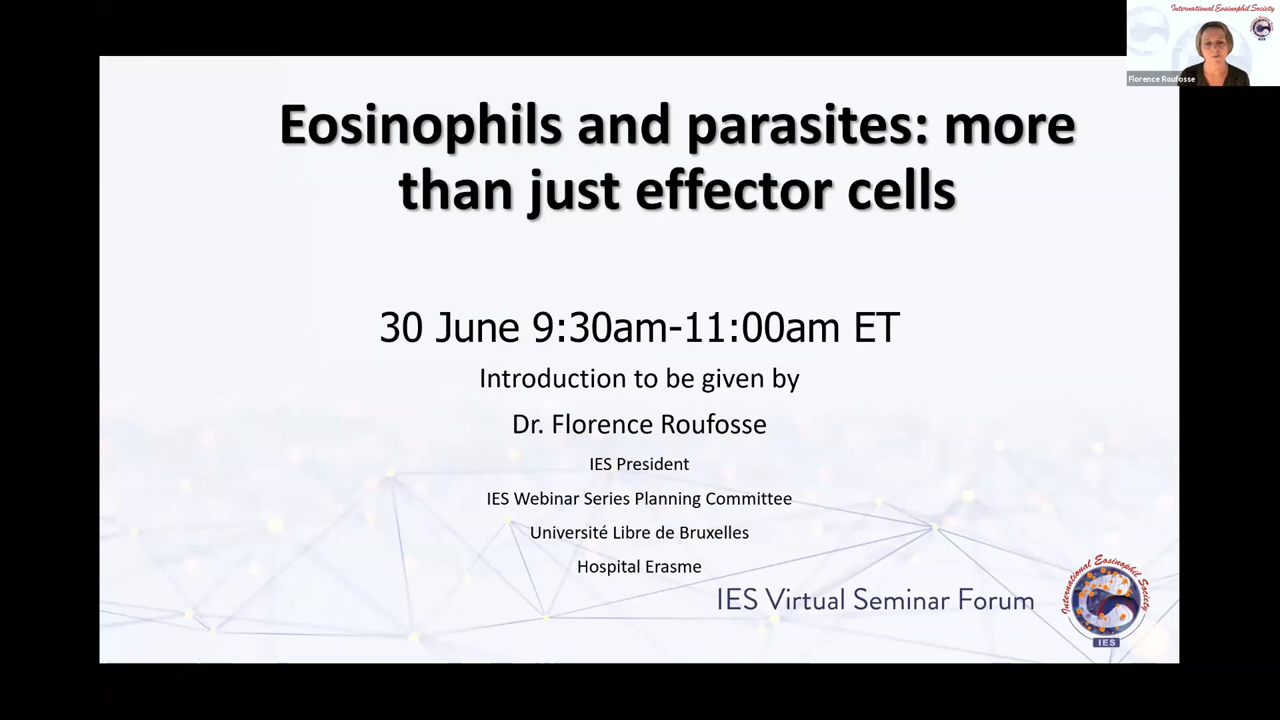 International Eosinophil Society
Florence Roufosse
Eosinophils and parasites: more
than just effector cells
30 June 9:30am-11:00am ET
Introduction to be given by
Dr. Florence Roufosse
IES President
IES Webinar Series Planning Committee
Université Libre de Bruxelles
Hospital Erasme
IES Virtual Seminar Forum
International Eosinophil Society
IES